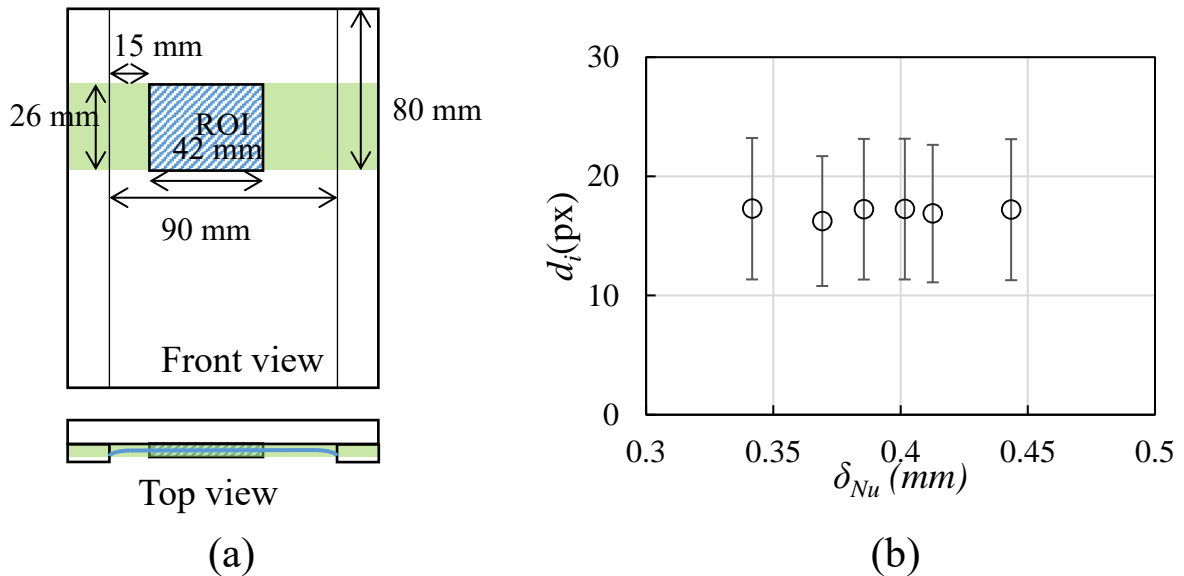 15 mm
26 mm
ROI
42 mm
80 mm
90 mm
Front view
Top view
(a)
30
20
10
0
0.3 0.35 0.4 0.45 0.5
d_i(px)
δ_Nu (mm)
(b)